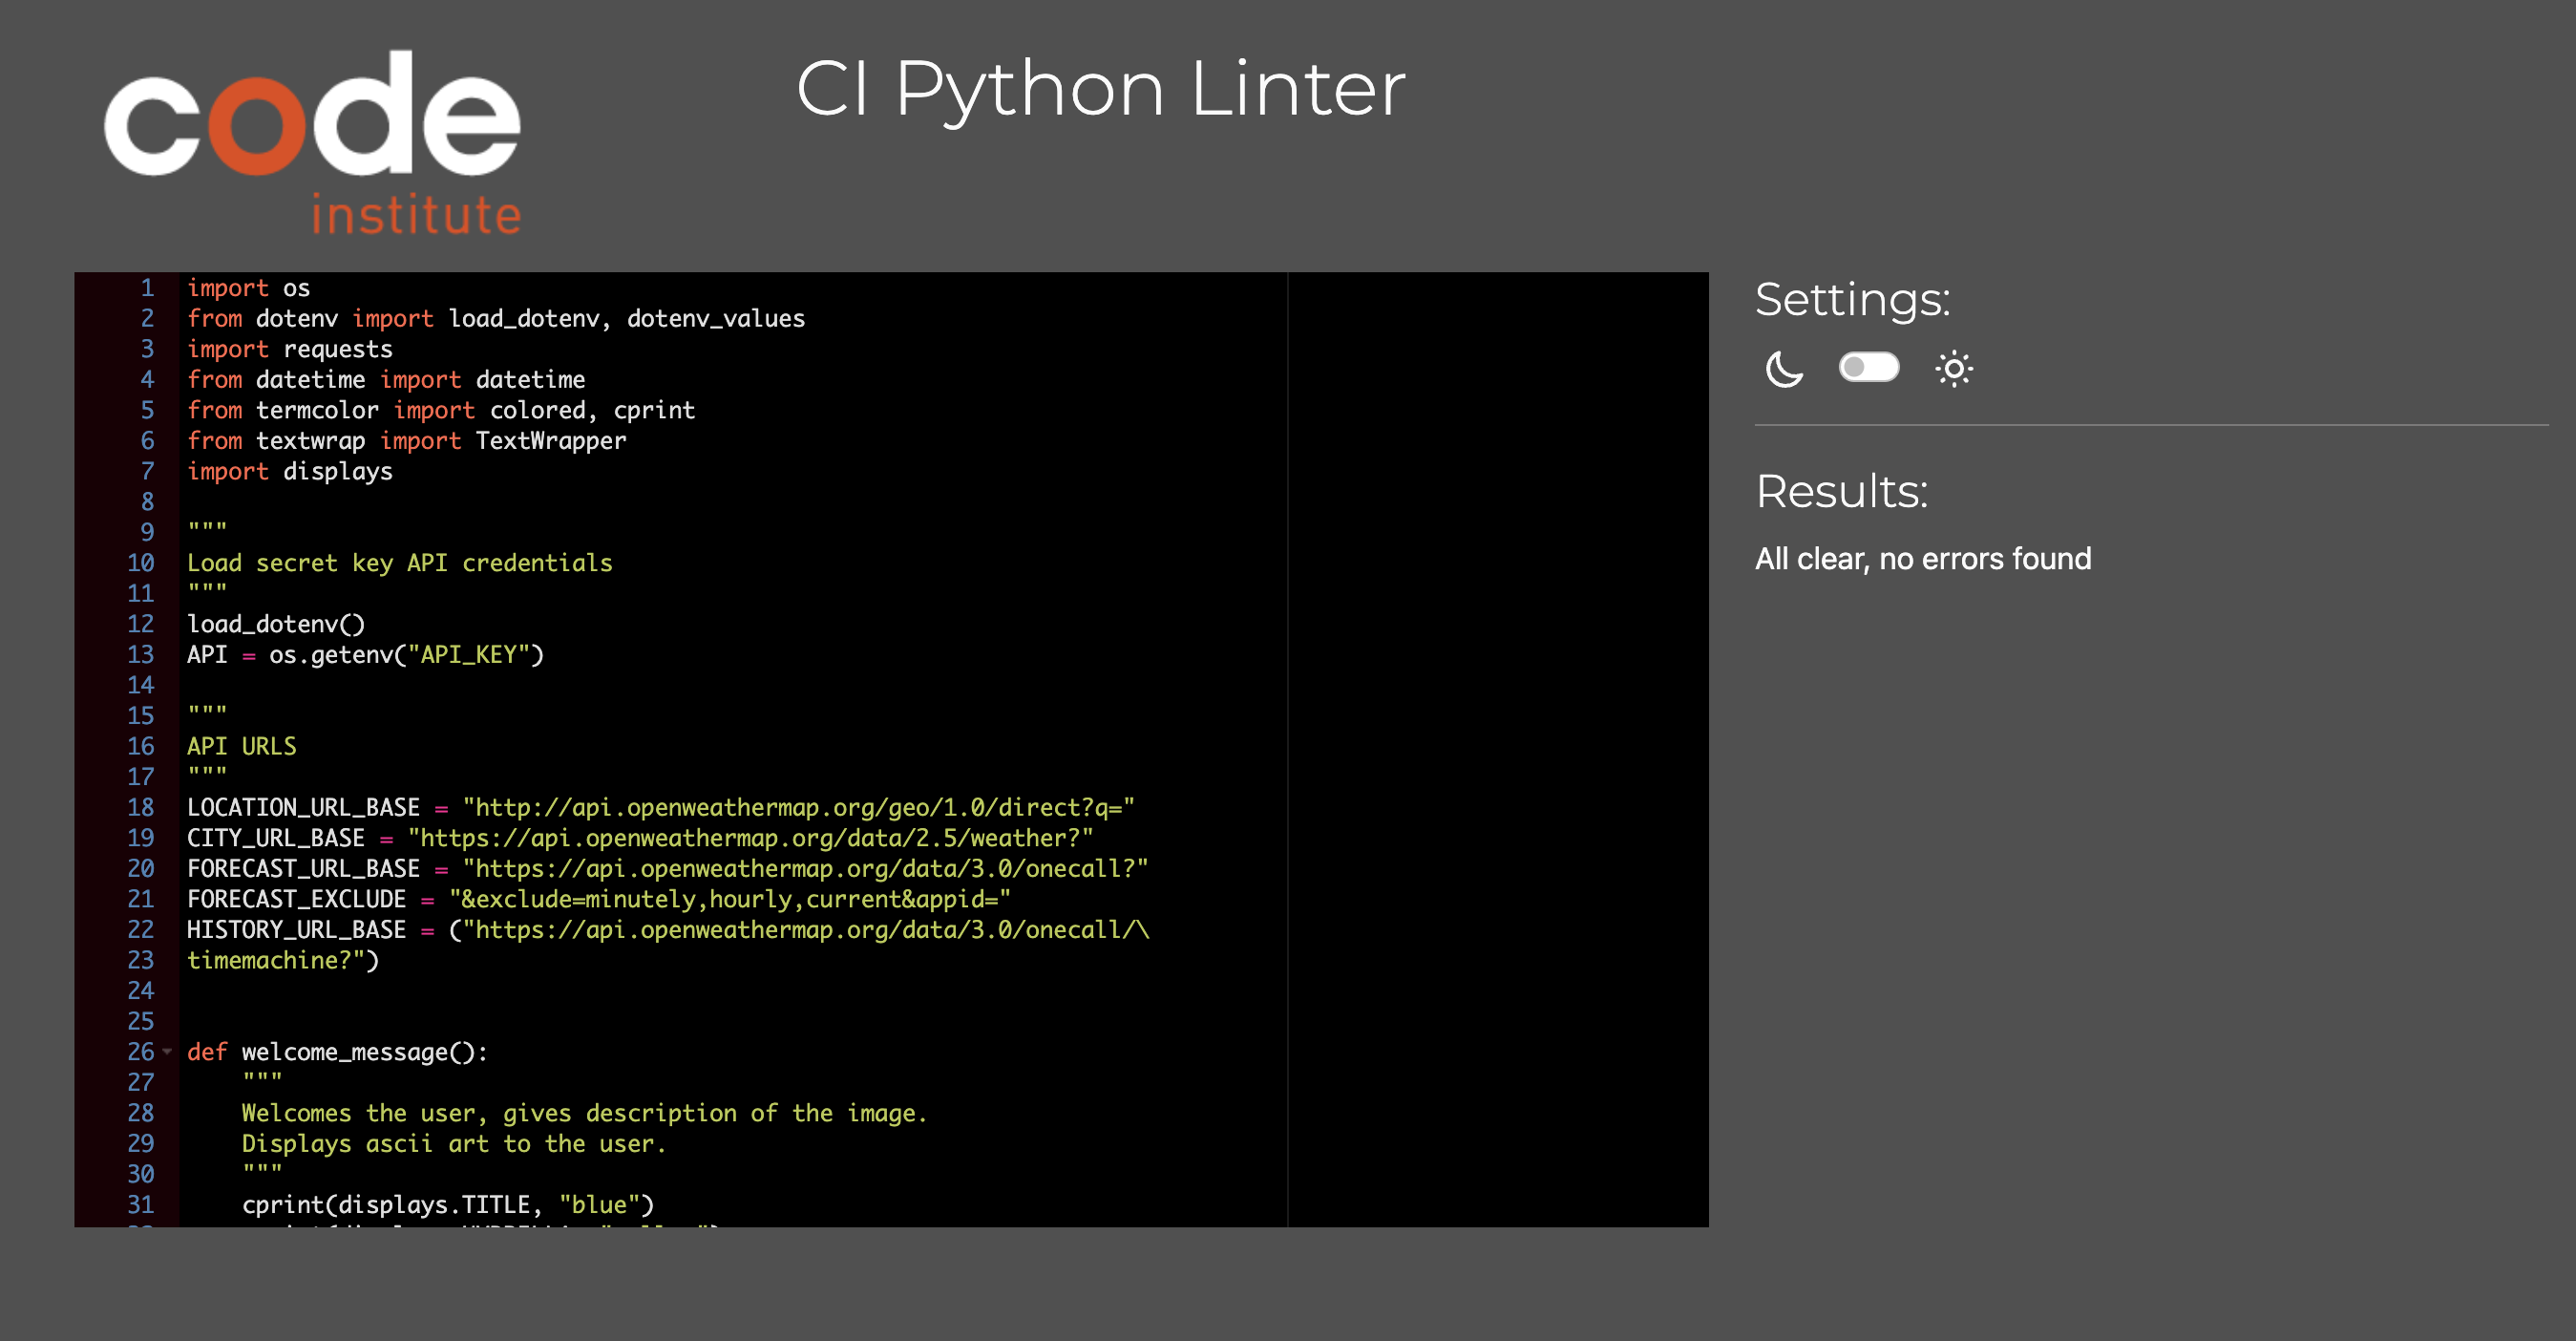 code
institute
CI Python Linter
1 import os
2 from dotenv import load_dotenv, dotenv_values
3 import requests
4 from datetime import datetime
5 from termcolor import colored, cprint
6 from textwrap import TextWrapper
7 import displays
8
9 """
10 Load secret key API credentials
11 """
12 load_dotenv()
13 API = os.getenv("API_KEY")
14
15 """
16 API URLS
17 """
18 LOCATION_URL_BASE = "http://api.openweathermap.org/geo/1.0/direct?q="
19 CITY_URL_BASE = "https://api.openweathermap.org/data/2.5/weather?"
20 FORECAST_URL_BASE = "https://api.openweathermap.org/data/3.0/onecall?"
21 FORECAST_EXCLUDE = "&exclude=minutely,hourly,current&appid="
22 HISTORY_URL_BASE = ("https://api.openweathermap.org/data/3.0/onecall/\
23 timemachine?")
24
25
26 def welcome_message():
27     """
28     Welcomes the user, gives description of the image.
29     Displays ascii art to the user.
30     """
31     cprint(displays.TITLE, "blue")
Settings:
Results:
All clear, no errors found